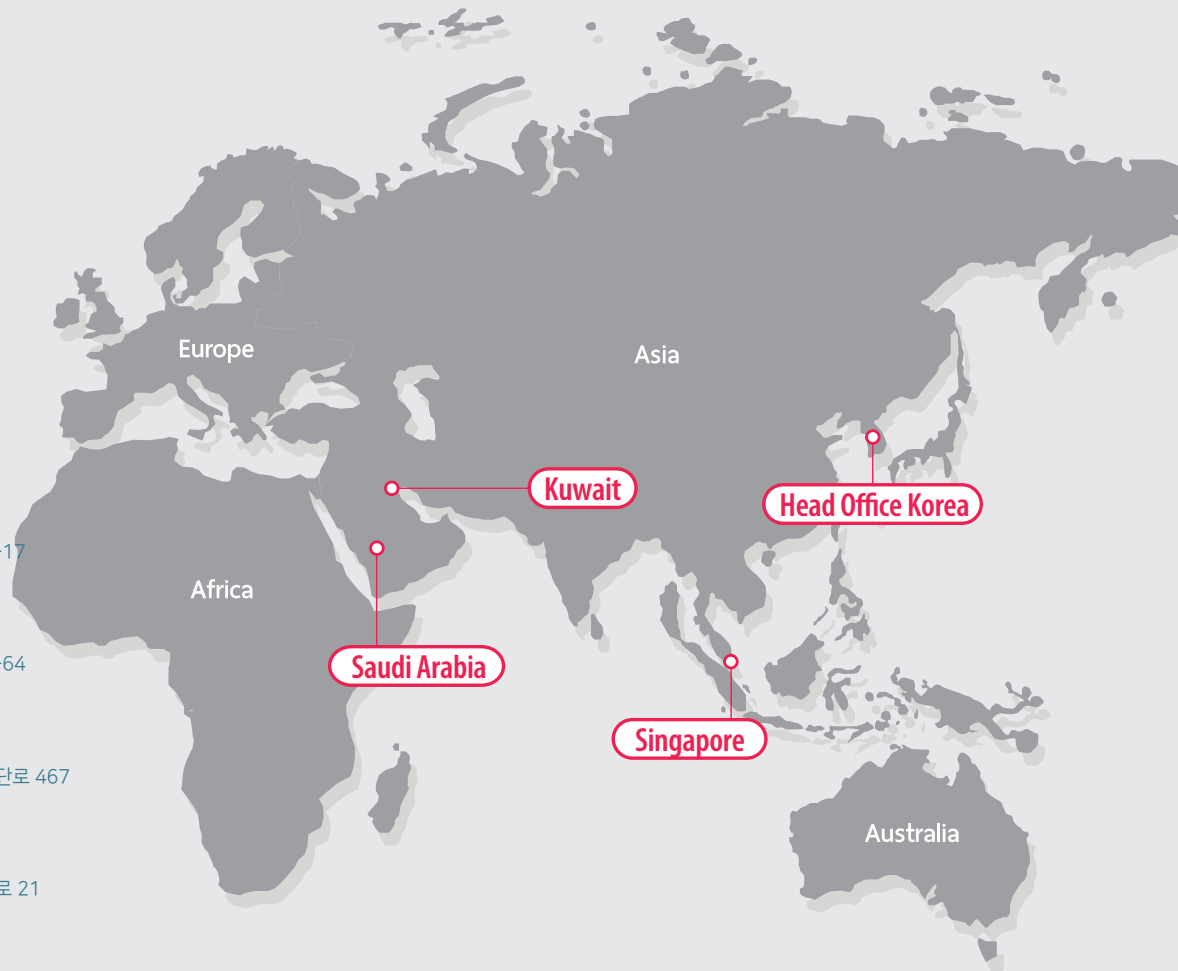 Europe
Asia
Kuwait
Head Office Korea
-17
Africa
-64
Saudi Arabia
Singapore
단로 467
Australia
로 21